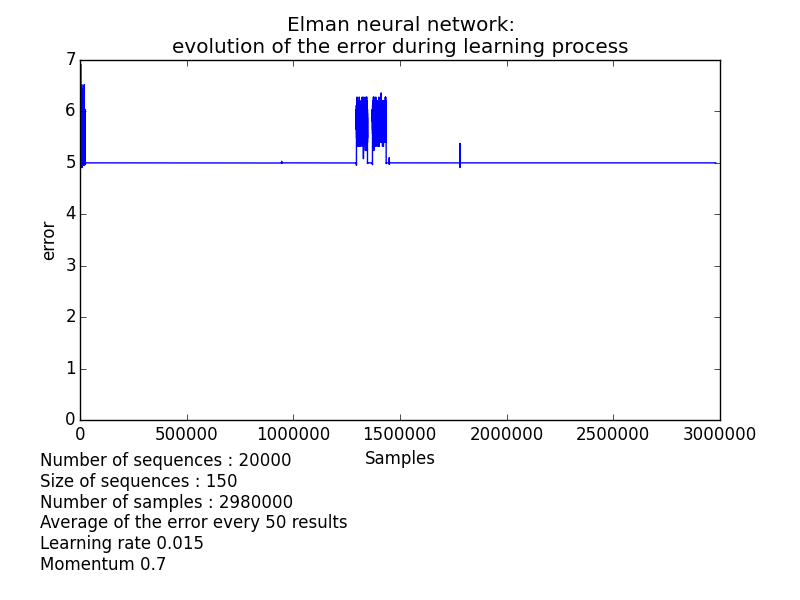 Elman neural network:
evolution of the error during learning process
7
6
5
4
3
2
1
0
error
0 500000 1000000 1500000 2000000 2500000 3000000
Samples
Number of sequences : 20000
Size of sequences : 150
Number of samples : 2980000
Average of the error every 50 results
Learning rate 0.015
Momentum 0.7